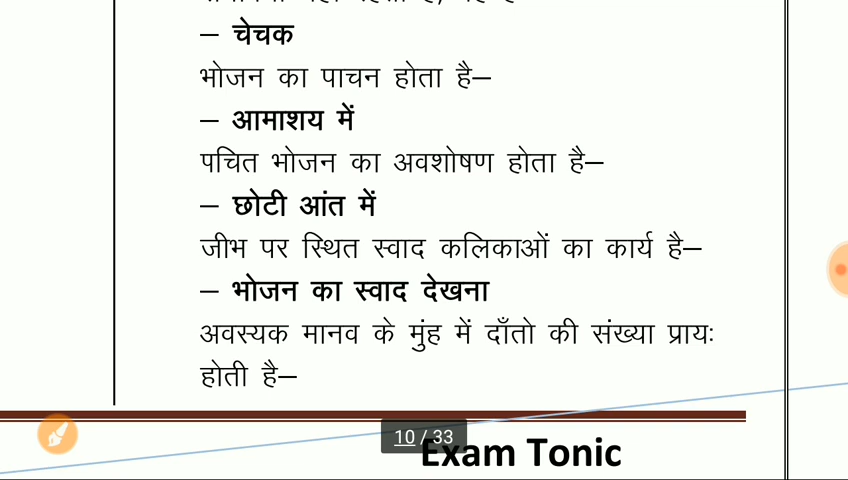 – चेचक
भोजन का पाचन होता है–
– आमाशय में
पचित भोजन का अवशोषण होता है–
– छोटी आंत में
जीभ पर स्थित स्वाद कलिकाओं का कार्य है–
– भोजन का स्वाद देखना
अवस्यक मानव के मुंह में दाँतो की संख्या प्रायः
होती है–
10 / 33
Exam Tonic